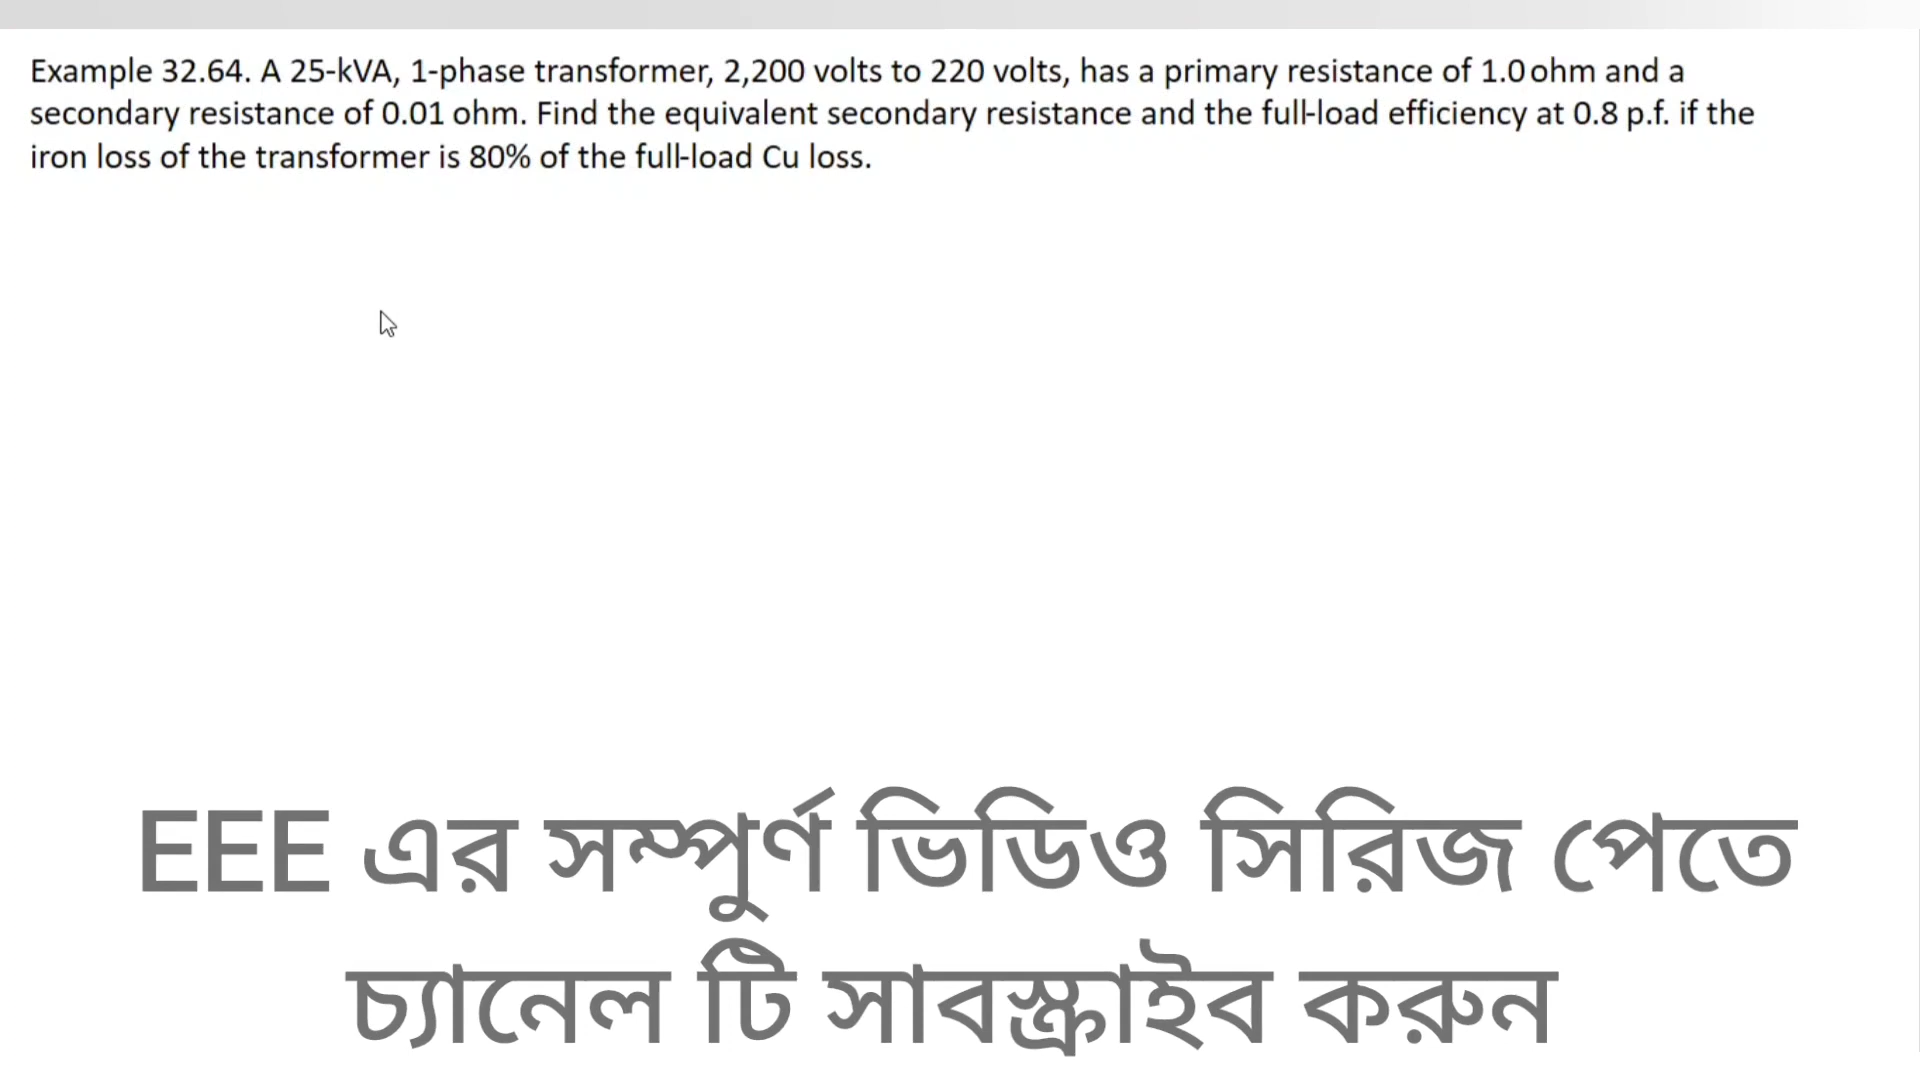 Example 32.64. A 25-kVA, 1-phase transformer, 2,200 volts to 220 volts, has a primary resistance of 1.0 ohm and a
secondary resistance of 0.01 ohm. Find the equivalent secondary resistance and the full-load efficiency at 0.8 p.f. if the
iron loss of the transformer is 80% of the full-load Cu loss.
EEE এর সম্পুর্ণ ভিডিও সিরিজ পেতে
চ্যানেল টি সাবস্ক্রাইব করুন